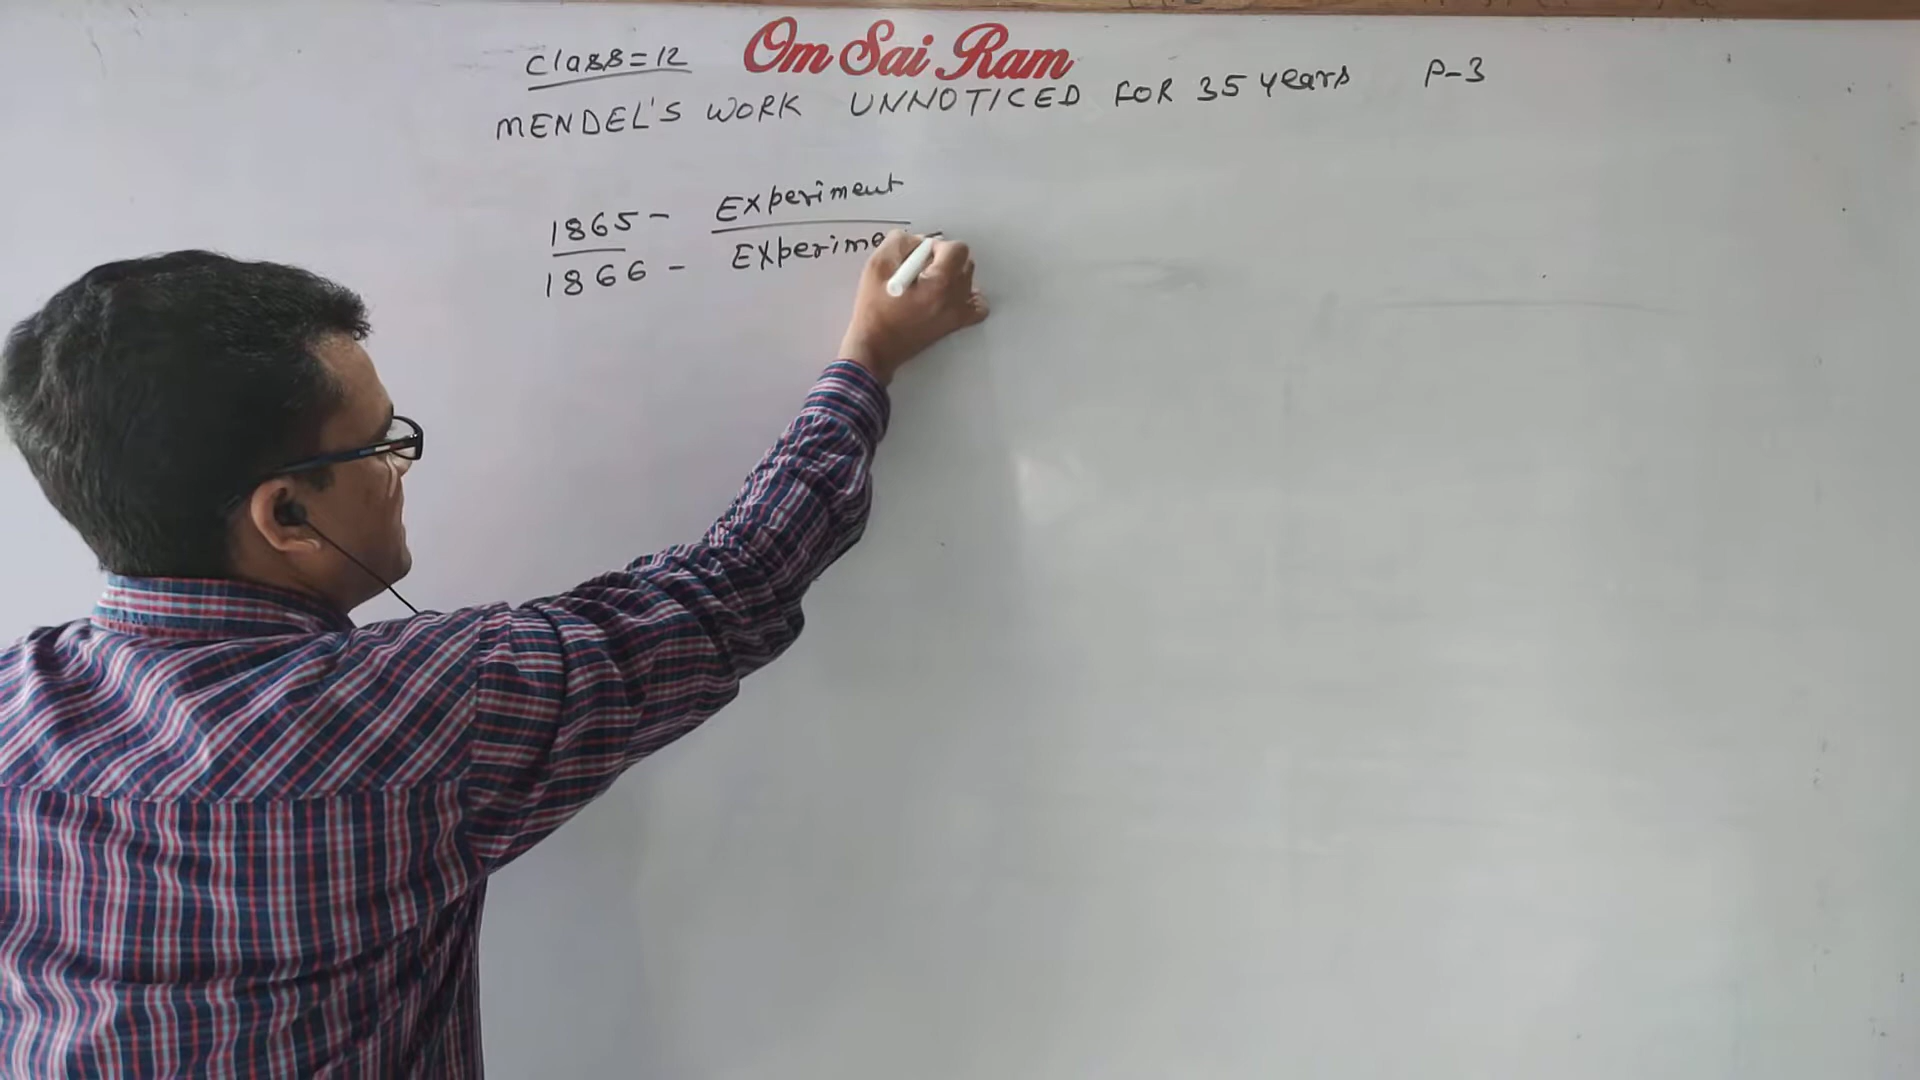 Class=12
Om Sai Ram
MENDEL'S WORK UNNOTICED FOR 35 years P-3
1865- Experiment
1866-